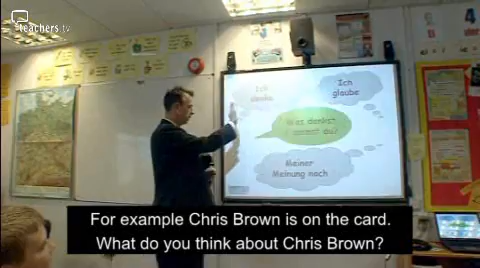 teachers.tv
Ich
denke
Ich
glaube
Was denkst
du?
Meiner
Meinung nach
For example Chris Brown is on the card.
What do you think about Chris Brown?